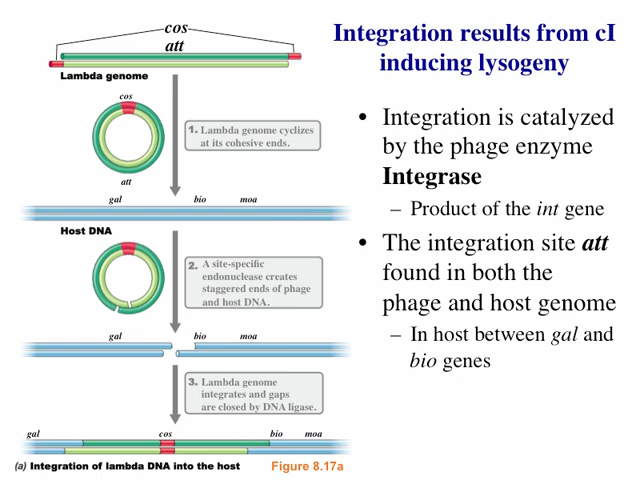 cos
att
Lambda genome
cos
1. Lambda genome cyclizes
at its cohesive ends.
att
gal bio moa
Host DNA
2. A site-specific
endonuclease creates
staggered ends of phage
and host DNA.
gal bio moa
3. Lambda genome
integrates and gaps
are closed by DNA ligase.
gal cos bio moa
(a) Integration of lambda DNA into the host Figure 8.17a
Integration results from cI
inducing lysogeny
• Integration is catalyzed
by the phage enzyme
Integrase
– Product of the int gene
• The integration site att
found in both the
phage and host genome
– In host between gal and
bio genes